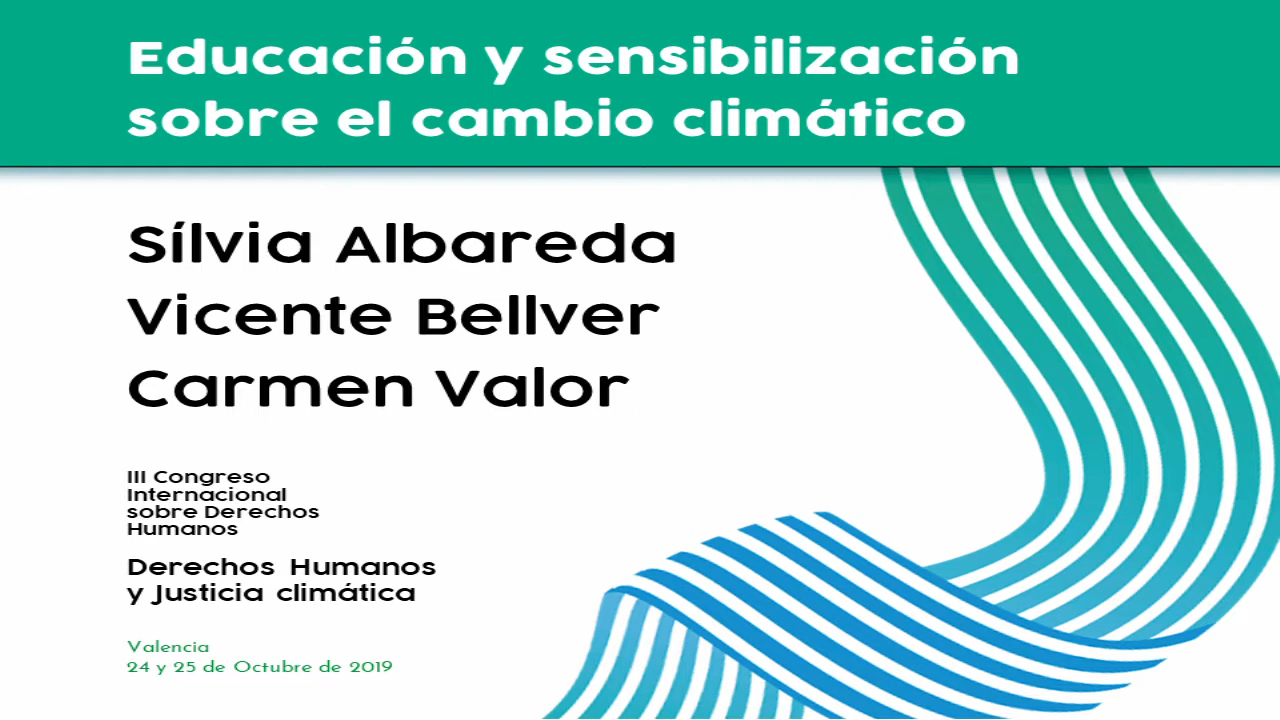 Educación y sensibilización
sobre el cambio climático
Sílvia Albareda
Vicente Bellver
Carmen Valor
III Congreso
Internacional
sobre Derechos
Humanos
Derechos Humanos
y Justicia climática
Valencia
24 y 25 de Octubre de 2019